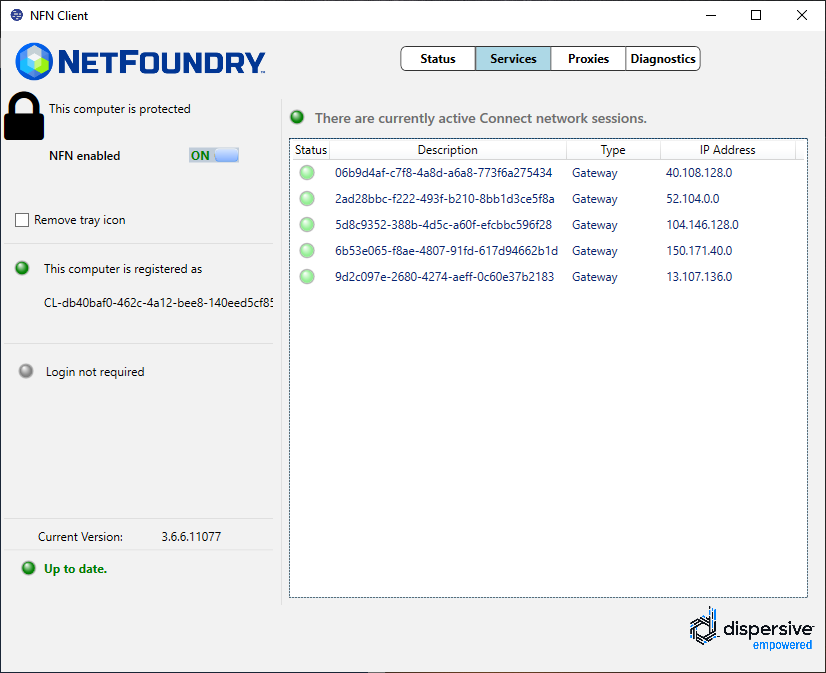 NFN Client
NETFOUNDRY
Status Services Proxies Diagnostics
This computer is protected
NFN enabled ON
Remove tray icon
This computer is registered as
CL-db40baf0-462c-4a12-bee8-140eed5cf85
Login not required
Current Version: 3.6.6.11077
Up to date.
There are currently active Connect network sessions.
Status Description Type IP Address
06b9d4af-c7f8-4a8d-a6a8-773f6a275434 Gateway 40.108.128.0
2ad28bbc-f222-493f-b210-8bb1d3ce5f8a Gateway 52.104.0.0
5d8c9352-388b-4d5c-a60f-efcbbc596f28 Gateway 104.146.128.0
6b53e065-f8ae-4807-91fd-617d94662b1d Gateway 150.171.40.0
9d2c097e-2680-4274-aeff-0c60e37b2183 Gateway 13.107.136.0
dispersive
empowered